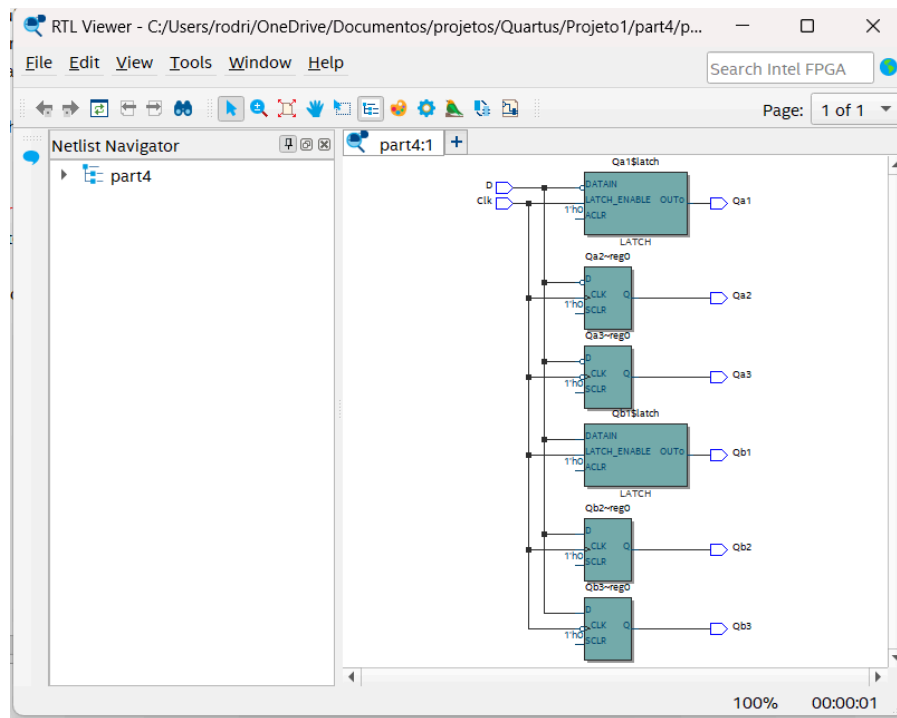 RTL Viewer - C:/Users/rodri/OneDrive/Documentos/projetos/Quartus/Projeto1/part4/p...
File Edit View Tools Window Help
Search Intel FPGA
Page: 1 of 1
Netlist Navigator
part4
part4:1
Qa1$latch
D
Clk
DATAIN
LATCH_ENABLE OUTo
1'h0
ACLR
Qa1
LATCH
Qa2~reg0
D
CLK Q
1'h0
SCLR
Qa2
Qa3~reg0
D
CLK Q
1'h0
SCLR
Qa3
Qb1$latch
DATAIN
LATCH_ENABLE OUTo
1'h0
ACLR
Qb1
LATCH
Qb2~reg0
D
CLK Q
1'h0
SCLR
Qb2
Qb3~reg0
D
CLK Q
1'h0
SCLR
Qb3
100% 00:00:01